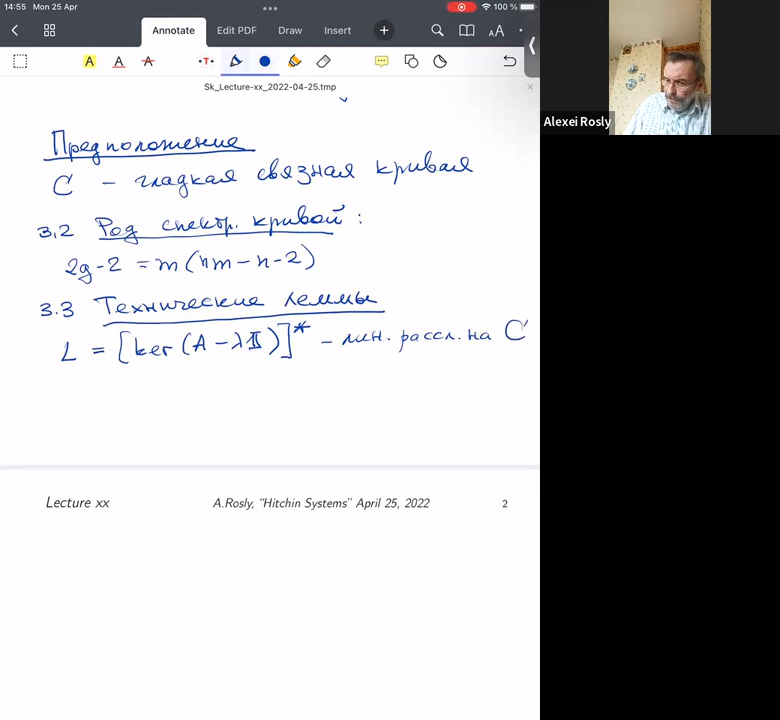 14:55 Mon 25 Apr
100 %
Annotate Edit PDF Draw Insert
Sk_Lecture-xx_2022-04-25.tmp
Alexei Rosly
Предположение
C – гладкая связная кривая
3.2 Род спектр. кривой :
2g-2 = m(nm-n-2)
3.3 Технические леммы
L = [ker(A-λ𝟙)]* – лин. рассл. на C
Lecture xx A.Rosly, "Hitchin Systems" April 25, 2022 2